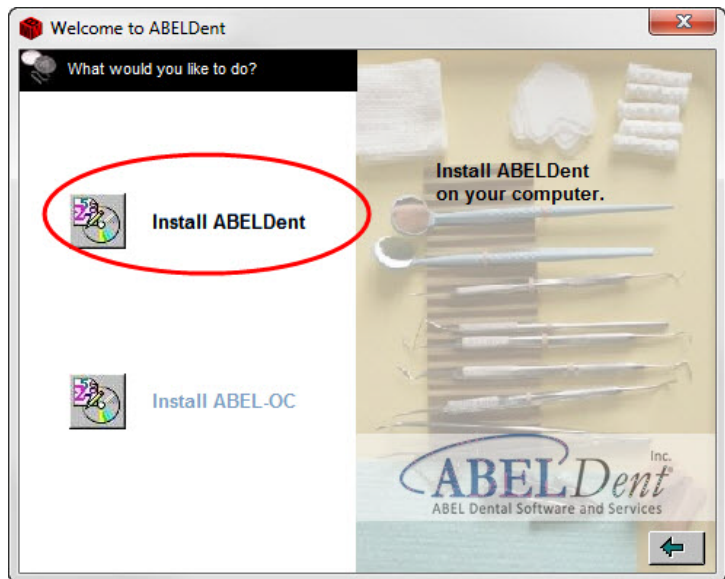 Welcome to ABELDent
What would you like to do?
Install ABELDent
on your computer.
Install ABELDent
Install ABEL-OC
Inc.
ABELDent®
ABEL Dental Software and Services